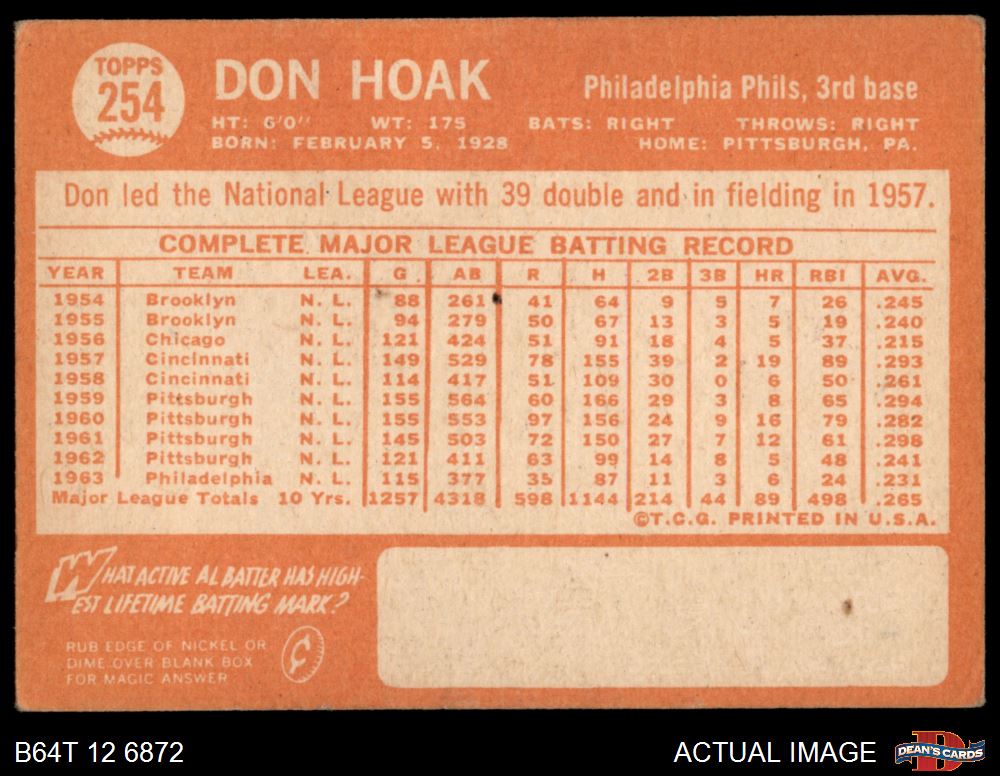 TOPPS
254
DON HOAK
Philadelphia Phils, 3rd base
HT: 6'0" WT: 175 BATS: RIGHT THROWS: RIGHT
BORN: FEBRUARY 5, 1928 HOME: PITTSBURGH, PA.
Don led the National League with 39 double and in fielding in 1957.
COMPLETE MAJOR LEAGUE BATTING RECORD
YEAR TEAM LEA. G AB R H 2B 3B HR RBI AVG.
1954 Brooklyn N. L. 88 261 41 64 9 5 7 26 .245
1955 Brooklyn N. L. 94 279 50 67 13 3 5 19 .240
1956 Chicago N. L. 121 424 51 91 18 4 5 37 .215
1957 Cincinnati N. L. 149 529 78 155 39 2 19 89 .293
1958 Cincinnati N. L. 114 417 51 109 30 0 6 50 .261
1959 Pittsburgh N. L. 155 564 60 166 29 3 8 65 .294
1960 Pittsburgh N. L. 155 553 97 156 24 9 16 79 .282
1961 Pittsburgh N. L. 145 503 72 150 27 7 12 61 .298
1962 Pittsburgh N. L. 121 411 63 99 14 8 5 48 .241
1963 Philadelphia N. L. 115 377 35 87 11 3 6 24 .231
Major League Totals 10 Yrs. 1257 4318 598 1144 214 44 89 498 .265
©T.C.G. PRINTED IN U.S.A.
WHAT ACTIVE AL BATTER HAS HIGH-
EST LIFETIME BATTING MARK?
RUB EDGE OF NICKEL OR
DIME OVER BLANK BOX
FOR MAGIC ANSWER
¢
B64T 12 6872
ACTUAL IMAGE
D
DEAN'S CARDS